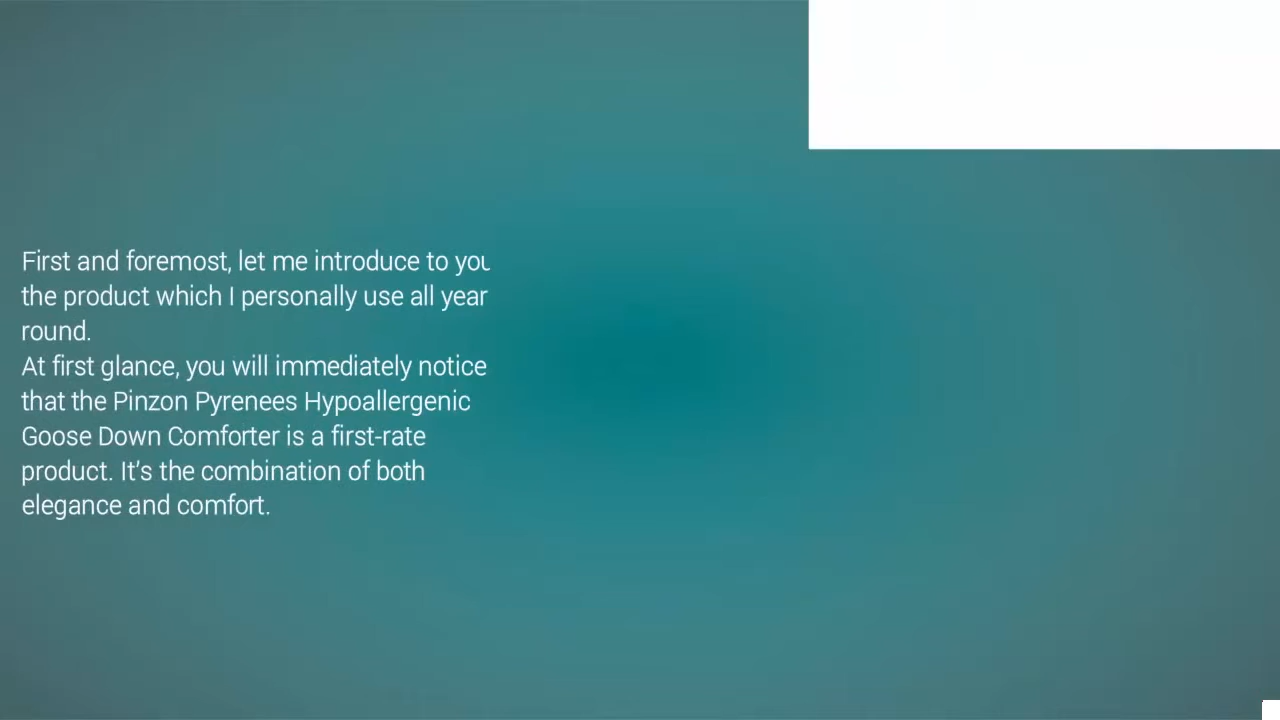 First and foremost, let me introduce to you
the product which I personally use all year
round.
At first glance, you will immediately notice
that the Pinzon Pyrenees Hypoallergenic
Goose Down Comforter is a first-rate
product. It’s the combination of both
elegance and comfort.